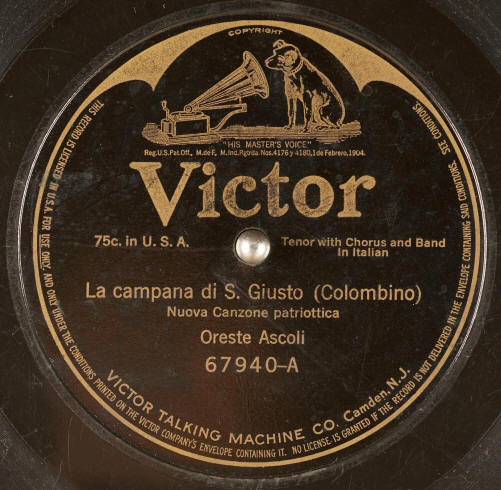 COPYRIGHT
"HIS MASTER'S VOICE"
Reg.U.S.Pat.Off., M.de F., M.Ind.Rgtrda.Nos.4176 y 4180,1 de Febrero,1904.
Victor
75c. in U. S. A.
Tenor with Chorus and Band
In Italian
La campana di S. Giusto (Colombino)
Nuova Canzone patriottica
Oreste Ascoli
67940-A
THIS RECORD IS LICENSED IN U.S.A. FOR USE ONLY, AND ONLY UNDER THE CONDITIONS PRINTED ON THE VICTOR COMPANY'S ENVELOPE CONTAINING IT. NO LICENSE IS GRANTED IF THE RECORD IS NOT DELIVERED IN THE ENVELOPE CONTAINING SAID CONDITIONS. SEE CONDITIONS.
VICTOR TALKING MACHINE CO. Camden, N.J.